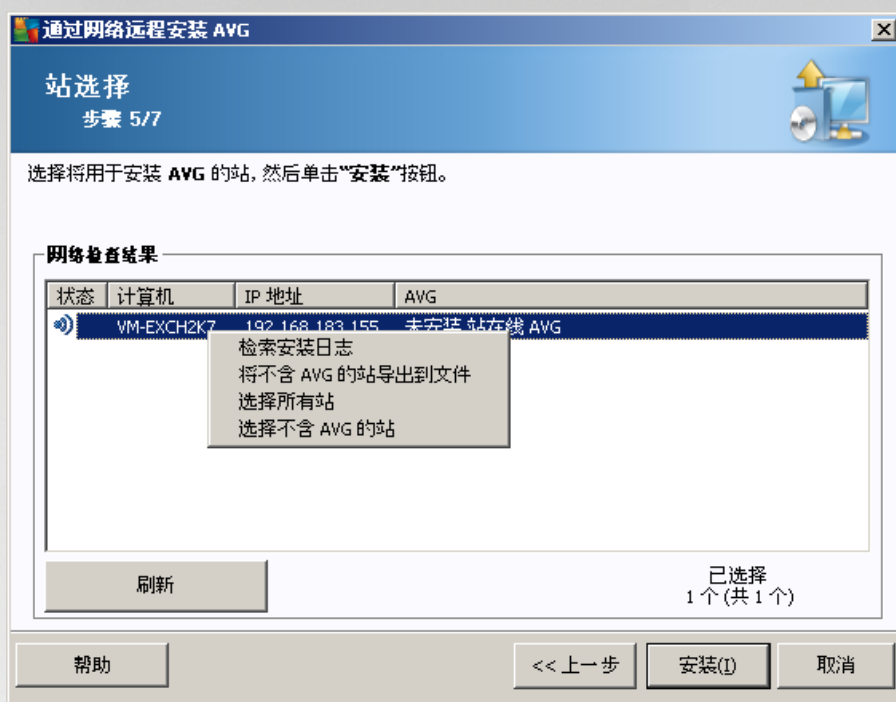 通过网络远程安装 AVG
站选择
步骤 5/7
选择将用于安装 AVG 的站, 然后单击“安装”按钮。
网络检查结果
状态 计算机 IP 地址 AVG
VM-EXCH2K7 192.168.183.155 未安装 站在线 AVG
检索安装日志
将不含 AVG 的站导出到文件
选择所有站
选择不含 AVG 的站
刷新
已选择
1 个 (共 1 个)
帮助 << 上一步 安装(I) 取消